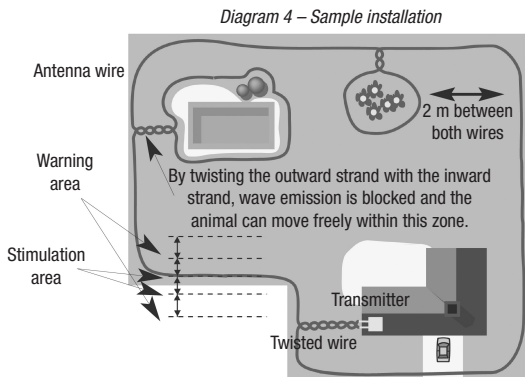 Diagram 4 – Sample installation
Antenna wire
2 m between
both wires
Warning
area
By twisting the outward strand with the inward
strand, wave emission is blocked and the
animal can move freely within this zone.
Stimulation
area
Transmitter
Twisted wire